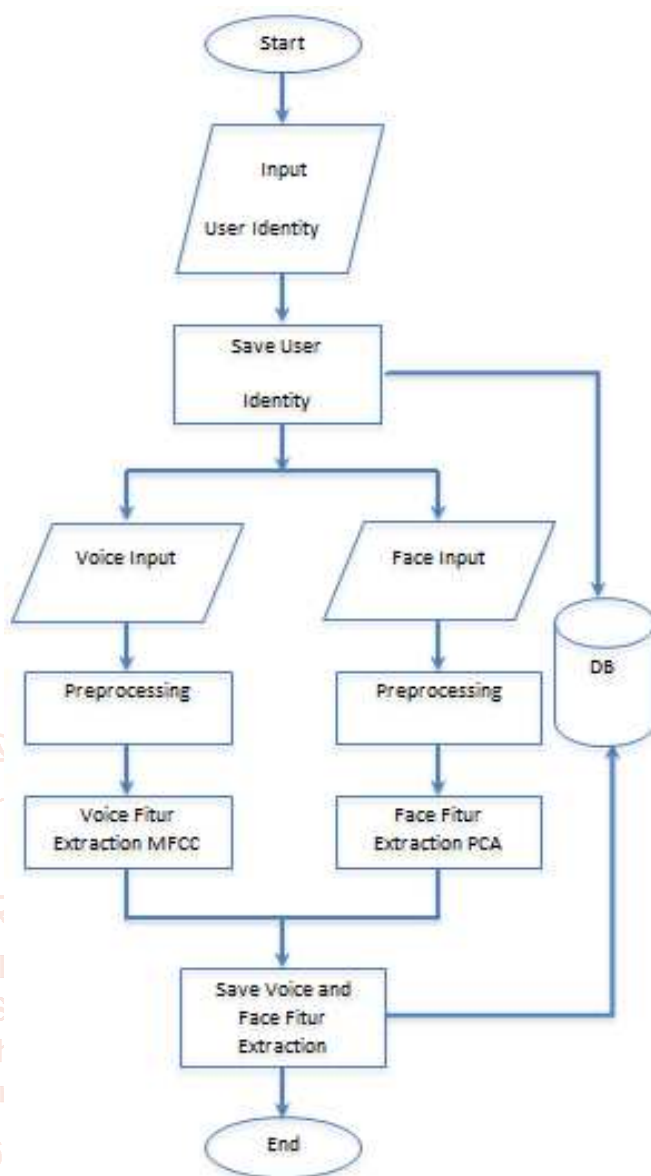 Start
Input
User Identity
Save User
Identity
Voice Input
Face Input
DB
Preprocessing
Preprocessing
Voice Fitur
Extraction MFCC
Face Fitur
Extraction PCA
Save Voice and
Face Fitur
Extraction
End